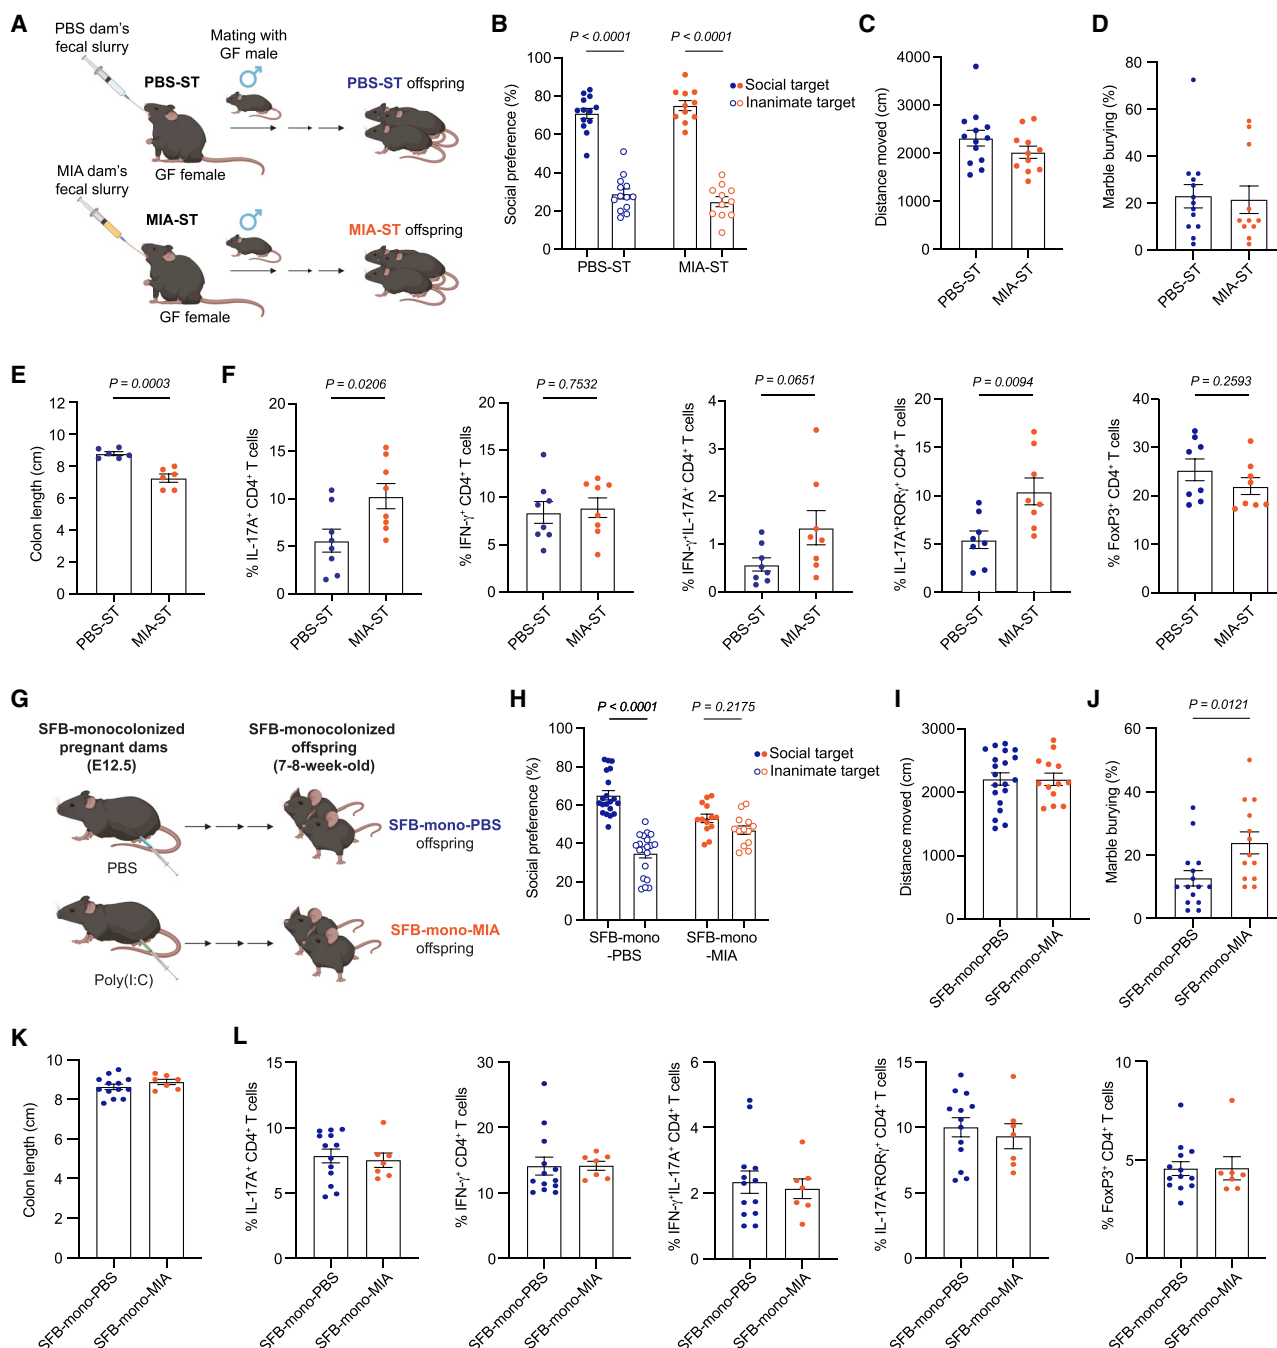 A
PBS dam's
fecal slurry
Mating with
GF male
PBS-ST
PBS-ST offspring
GF female
MIA dam's
fecal slurry
MIA-ST
MIA-ST offspring
GF female
B
P < 0.0001
P < 0.0001
Social preference (%)
100
80
60
40
20
0
Social target
Inanimate target
PBS-ST
MIA-ST
C
Distance moved (cm)
4000
3000
2000
1000
0
PBS-ST
MIA-ST
D
Marble burying (%)
80
60
40
20
0
PBS-ST
MIA-ST
E
P = 0.0003
Colon length (cm)
12
10
8
6
4
2
0
PBS-ST
MIA-ST
F
P = 0.0206
% IL-17A⁺ CD4⁺ T cells
20
15
10
5
0
PBS-ST
MIA-ST
P = 0.7532
% IFN-γ⁺ CD4⁺ T cells
20
15
10
5
0
PBS-ST
MIA-ST
P = 0.0651
% IFN-γ⁺IL-17A⁺ CD4⁺ T cells
4
3
2
1
0
PBS-ST
MIA-ST
P = 0.0094
% IL-17A⁺RORγ⁺ CD4⁺ T cells
20
15
10
5
0
PBS-ST
MIA-ST
P = 0.2593
% FoxP3⁺ CD4⁺ T cells
40
30
20
10
0
PBS-ST
MIA-ST
G
SFB-monocolonized
pregnant dams
(E12.5)
SFB-monocolonized
offspring
(7-8-week-old)
PBS
SFB-mono-PBS
offspring
Poly(I:C)
SFB-mono-MIA
offspring
H
P < 0.0001
P = 0.2175
Social preference (%)
100
80
60
40
20
0
Social target
Inanimate target
SFB-mono
-PBS
SFB-mono
-MIA
I
Distance moved (cm)
3000
2000
1000
0
SFB-mono-PBS
SFB-mono-MIA
J
P = 0.0121
Marble burying (%)
60
40
20
0
SFB-mono-PBS
SFB-mono-MIA
K
Colon length (cm)
10
8
6
4
2
0
SFB-mono-PBS
SFB-mono-MIA
L
% IL-17A⁺ CD4⁺ T cells
15
10
5
0
SFB-mono-PBS
SFB-mono-MIA
% IFN-γ⁺ CD4⁺ T cells
30
20
10
0
SFB-mono-PBS
SFB-mono-MIA
% IFN-γ⁺IL-17A⁺ CD4⁺ T cells
6
4
2
0
SFB-mono-PBS
SFB-mono-MIA
% IL-17A⁺RORγ⁺ CD4⁺ T cells
15
10
5
0
SFB-mono-PBS
SFB-mono-MIA
% FoxP3⁺ CD4⁺ T cells
10
5
0
SFB-mono-PBS
SFB-mono-MIA